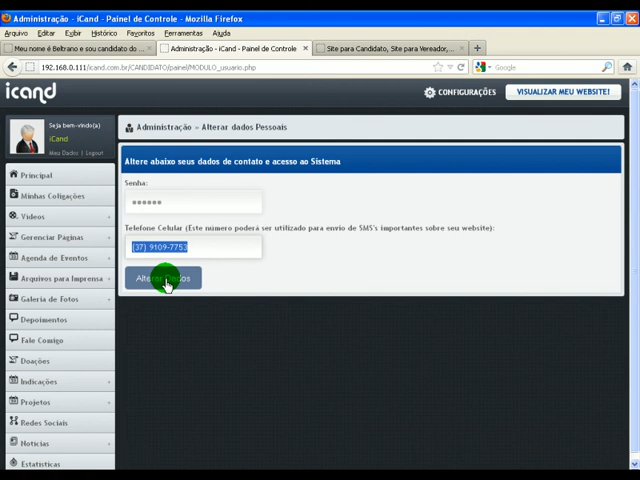 Administração - iCand - Painel de Controle - Mozilla Firefox
Arquivo Editar Exibir Histórico Favoritos Ferramentas Ajuda
Meu nome é Beltrano e sou candidato do ...
Administração - iCand - Painel de Controle
Site para Candidato, Site para Vereador,...
192.168.0.111/icand.com.br/CANDIDATO/painel/MODULO_usuario.php
Google
icand
CONFIGURAÇÕES
VISUALIZAR MEU WEBSITE!
Seja bem-vindo(a)
iCand
Meu Dados | Logout
Administração » Alterar dados Pessoais
Altere abaixo seus dados de contato e acesso ao Sistema
Senha:
••••••
Telefone Celular (Este número poderá ser utilizado para envio de SMS's importantes sobre seu website):
(37) 9109-7753
Alterar Dados
Principal
Minhas Coligações
Vídeos
Gerenciar Páginas
Agenda de Eventos
Arquivos para Imprensa
Galeria de Fotos
Depoimentos
Fale Comigo
Doações
Indicações
Projetos
Redes Sociais
Notícias
Estatísticas